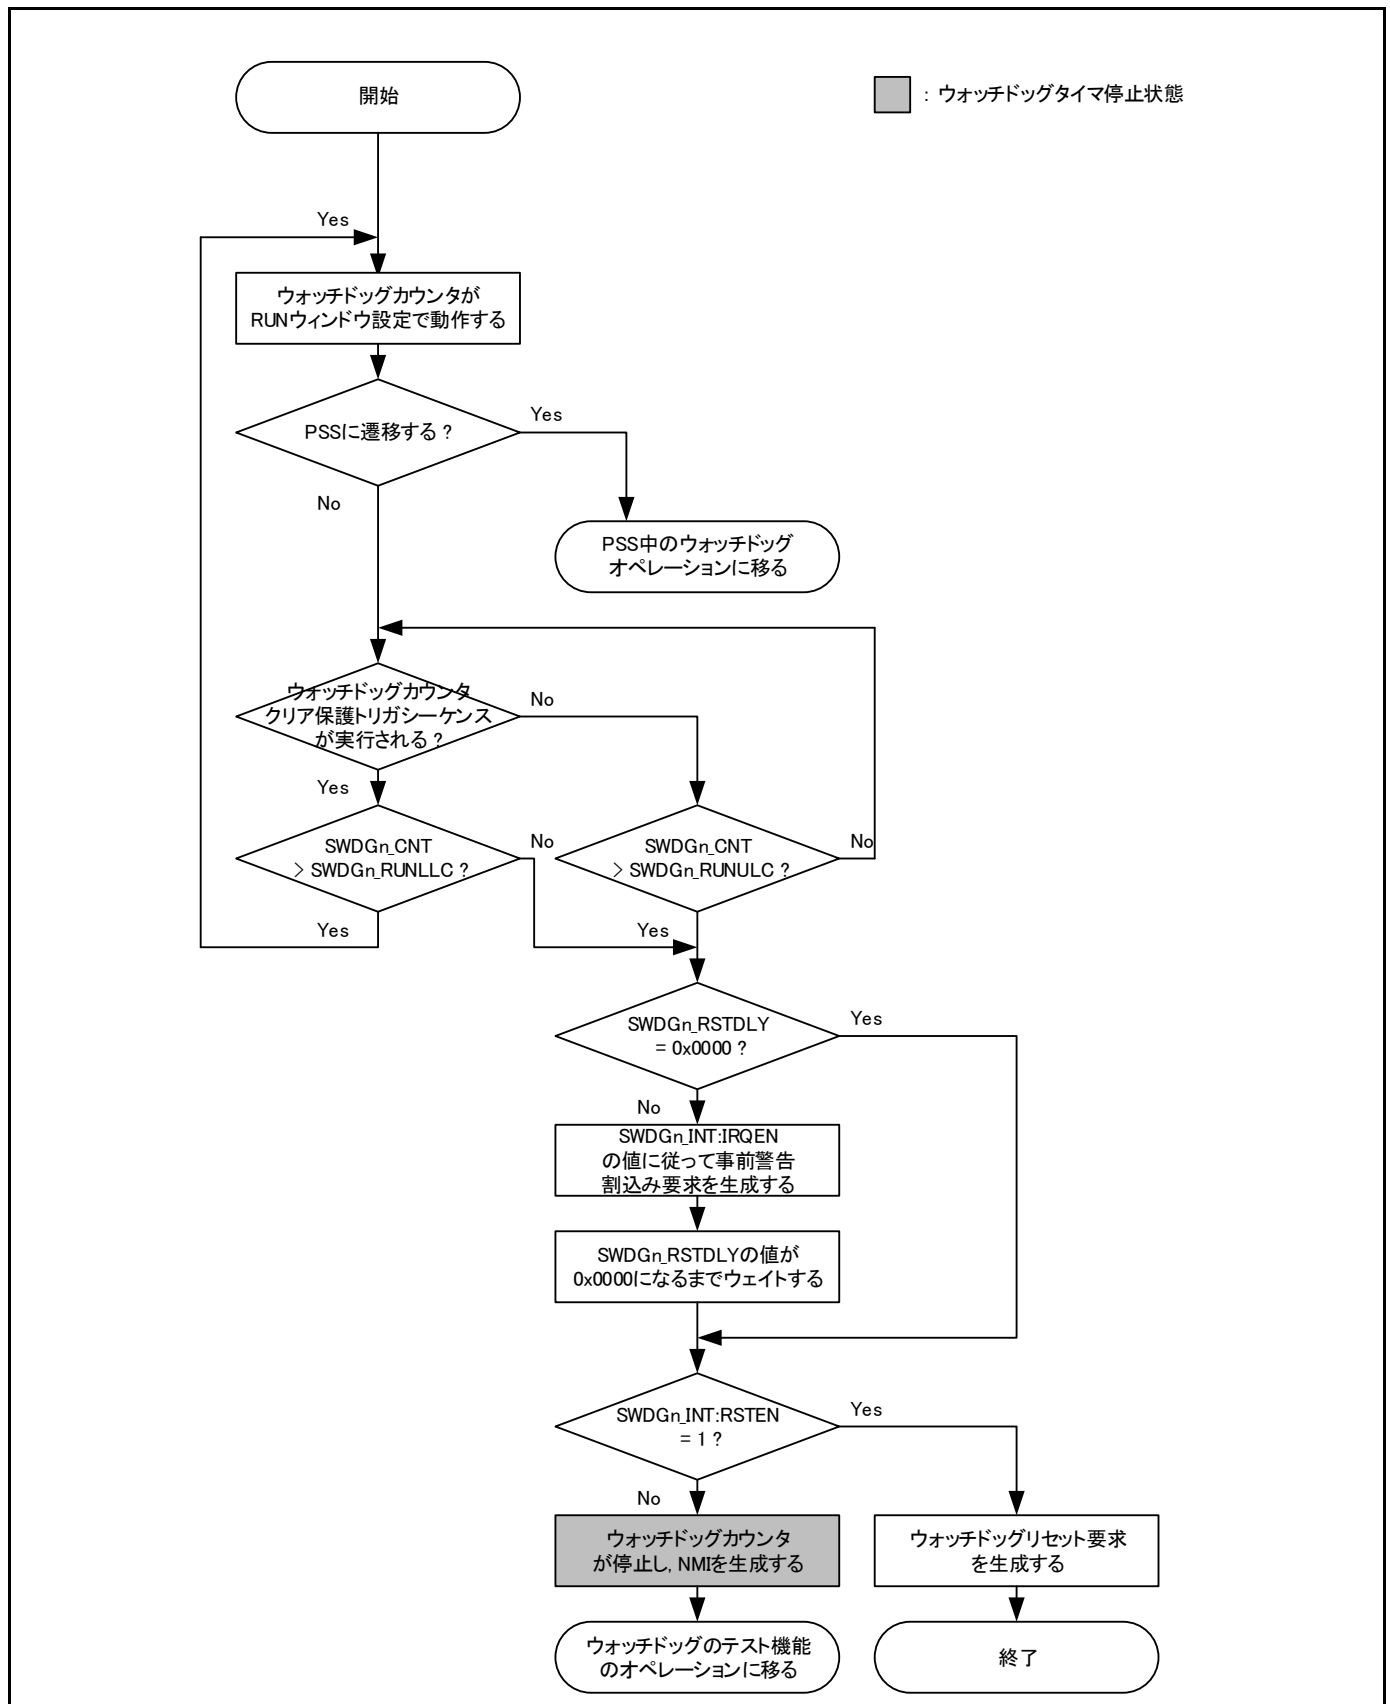 開始
: ウォッチドッグタイマ停止状態
Yes
ウォッチドッグカウンタが
RUNウィンドウ設定で動作する
PSSに遷移する ?
Yes
No
PSS中のウォッチドッグ
オペレーションに移る
ウォッチドッグカウンタ
クリア保護トリガシーケンス
が実行される ?
No
Yes
SWDGn_CNT
> SWDGn_RUNLLC ?
No
SWDGn_CNT
> SWDGn_RUNULC ?
No
Yes
Yes
SWDGn_RSTDLY
= 0x0000 ?
Yes
No
SWDGn_INT:IRQEN
の値に従って事前警告
割込み要求を生成する
SWDGn_RSTDLYの値が
0x0000になるまでウェイトする
SWDGn_INT:RSTEN
= 1 ?
Yes
No
ウォッチドッグカウンタ
が停止し, NMIを生成する
ウォッチドッグリセット要求
を生成する
ウォッチドッグのテスト機能
のオペレーションに移る
終了